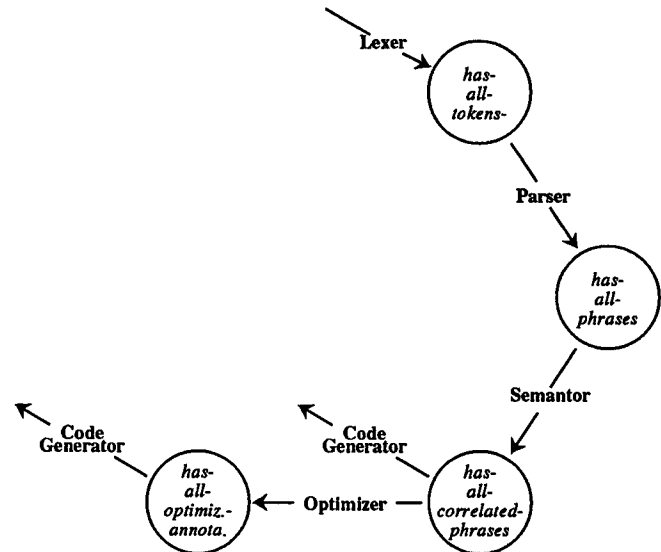 Lexer
has-
all-
tokens-
Parser
has-
all-
phrases
Semantor
Code
Generator
has-
all-
correlated-
phrases
Optimizer
Code
Generator
has-
all-
optimiz.-
annota.